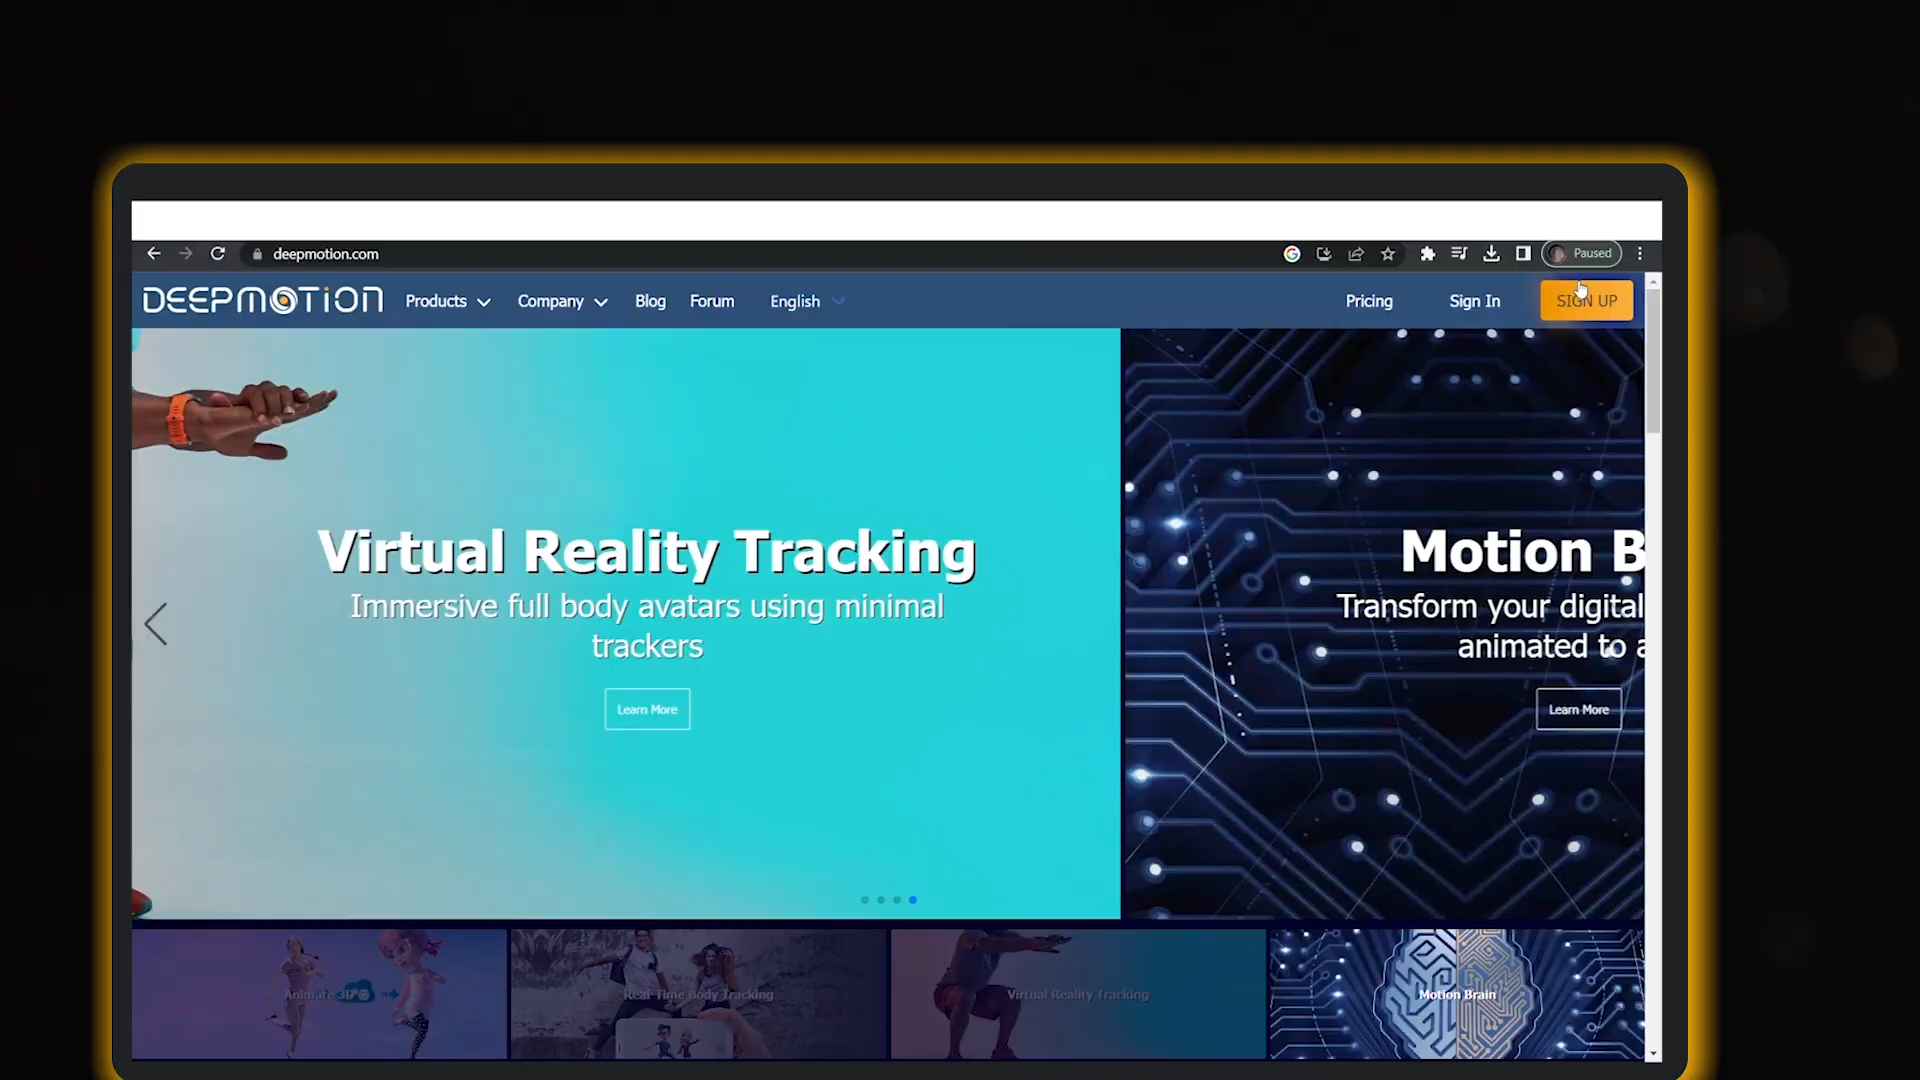 deepmotion.com
Paused
DEEPMOTION Products Company Blog Forum English Pricing Sign In SIGN UP
Virtual Reality Tracking
Immersive full body avatars using minimal
trackers
Learn More
Motion B
Transform your digital
animated to a
Learn More
Animate 3D
Real-Time Body Tracking
Virtual Reality Tracking
Motion Brain